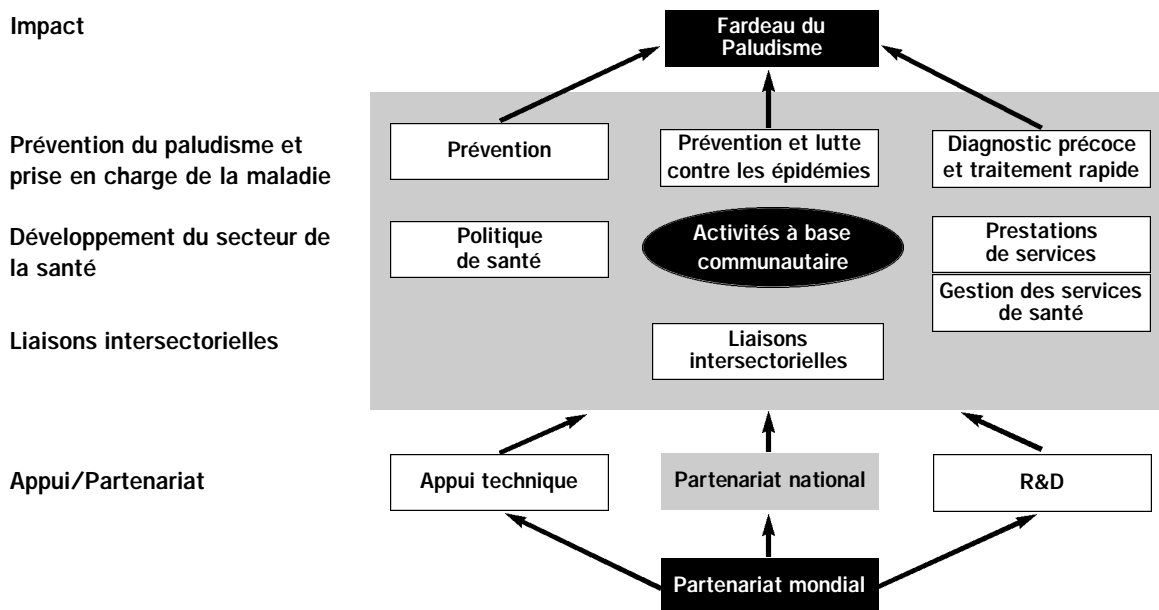 Impact
Fardeau du
Paludisme
Prévention du paludisme et
prise en charge de la maladie
Prévention
Prévention et lutte
contre les épidémies
Diagnostic précoce
et traitement rapide
Développement du secteur de
la santé
Politique
de santé
Activités à base
communautaire
Prestations
de services
Gestion des services
de santé
Liaisons intersectorielles
Liaisons
intersectorielles
Appui/Partenariat
Appui technique
Partenariat national
R&D
Partenariat mondial